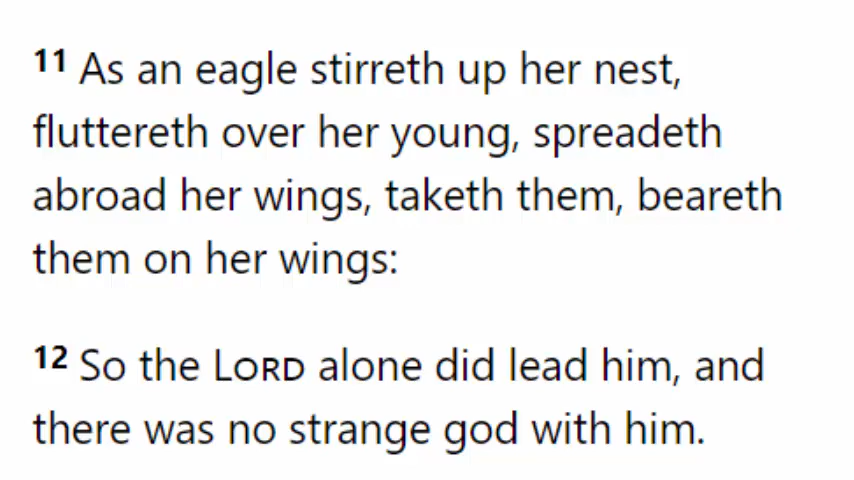 11 As an eagle stirreth up her nest,
fluttereth over her young, spreadeth
abroad her wings, taketh them, beareth
them on her wings:
12 So the LORD alone did lead him, and
there was no strange god with him.